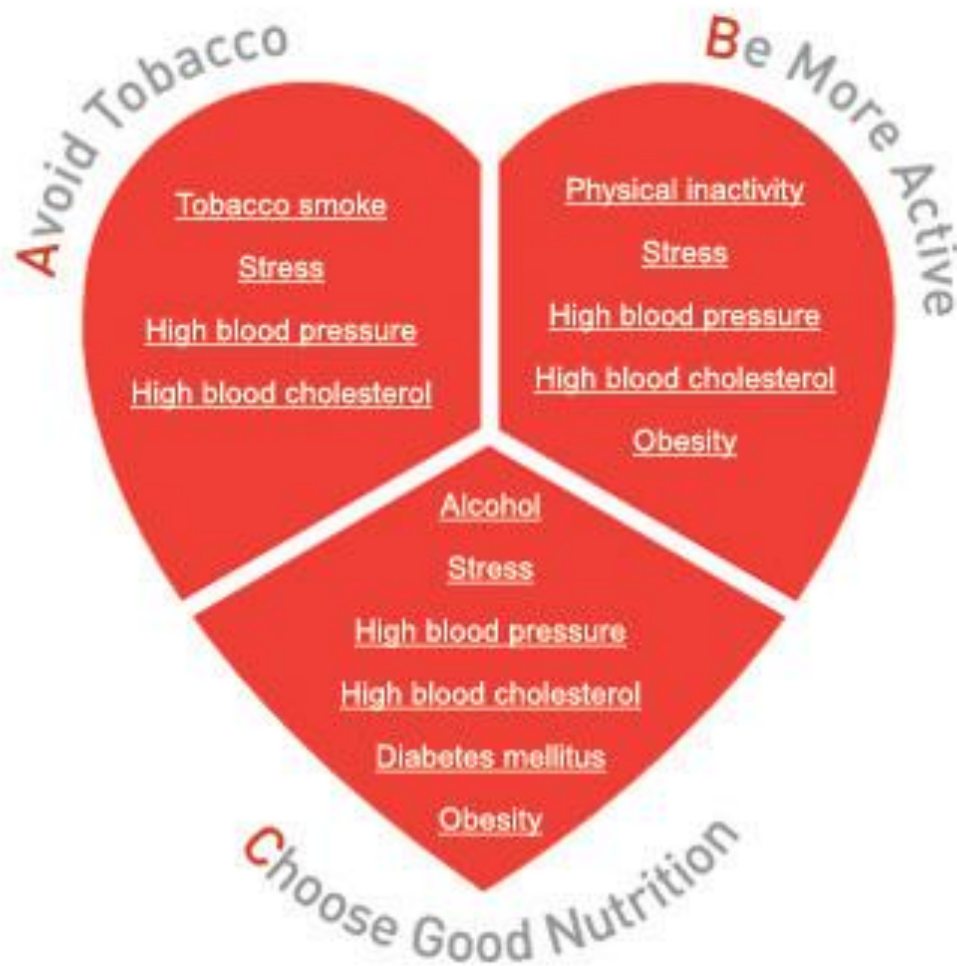 Avoid Tobacco
Tobacco smoke
Stress
High blood pressure
High blood cholesterol
Be More Active
Physical inactivity
Stress
High blood pressure
High blood cholesterol
Obesity
Alcohol
Stress
High blood pressure
High blood cholesterol
Diabetes mellitus
Obesity
Choose Good Nutrition